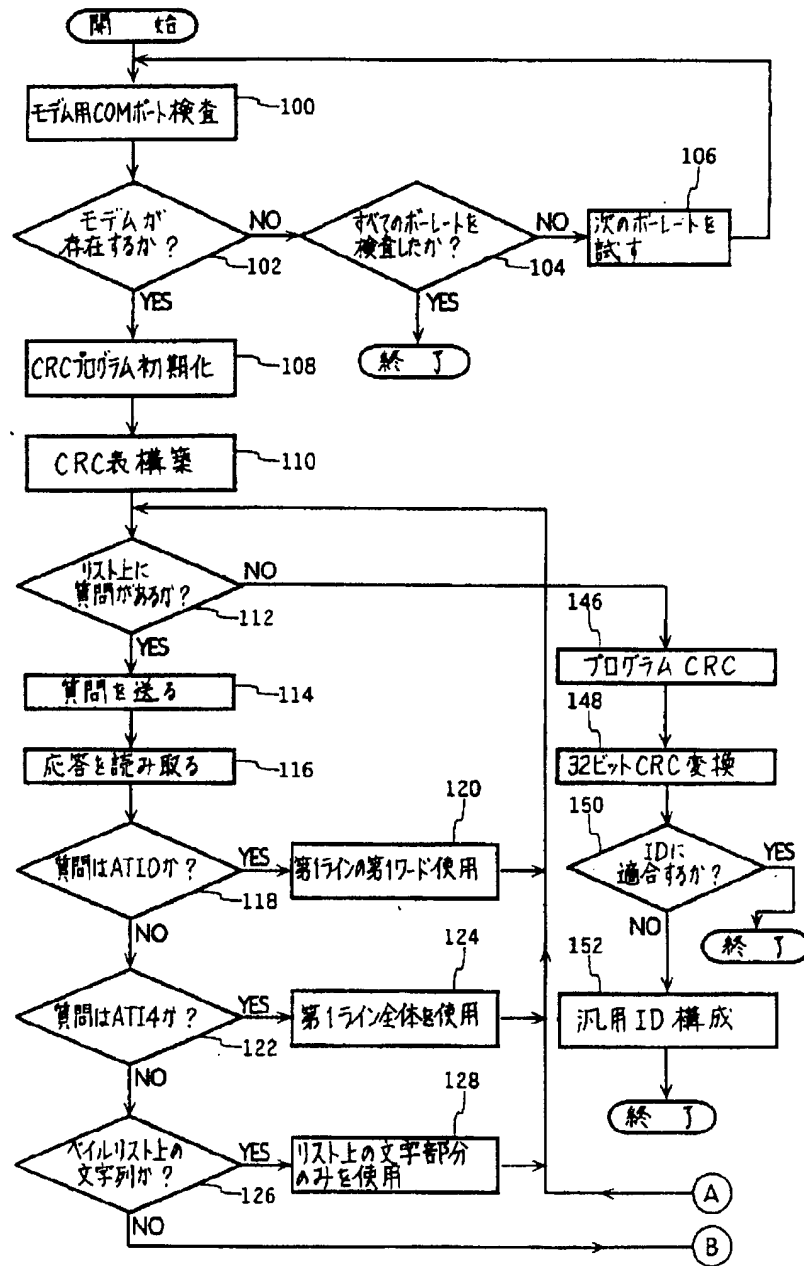 開 始
モデム用COMポート検査
100
モデムが
存在するか？
102
NO
YES
すべてのボーレートを
検査したか？
104
NO
YES
106
次のボーレートを
試す
終 了
CRCプログラム初期化
108
CRC表構築
110
リスト上に
質問があるか？
112
NO
YES
質問を送る
114
応答を読み取る
116
質問はATI0か？
118
YES
NO
120
第1ラインの第1ワード使用
質問はATI4か？
122
YES
NO
124
第1ライン全体を使用
ベイルリスト上の
文字列か？
126
YES
NO
128
リスト上の文字部分
のみを使用
146
プログラム CRC
148
32ビットCRC変換
150
IDに
適合するか？
YES
NO
終 了
152
汎用ID構成
終 了
A
B